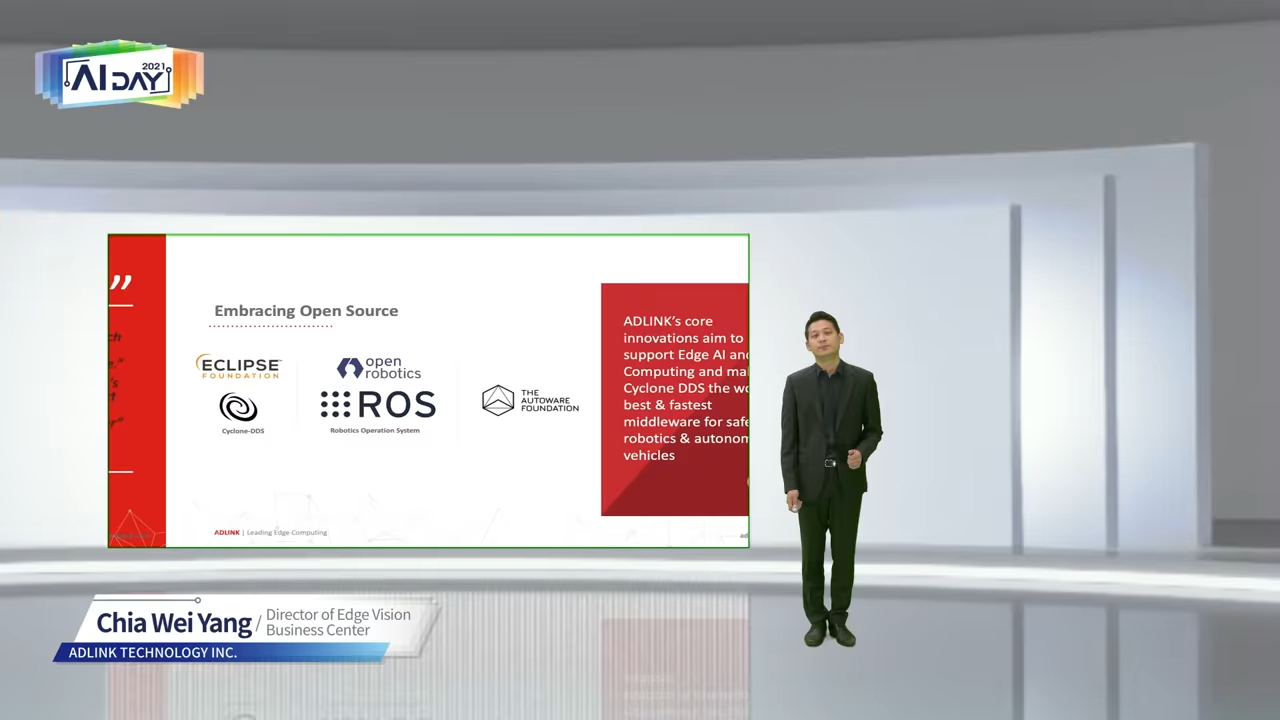 AI DAY 2021
”
Embracing Open Source
ECLIPSE
FOUNDATION
Cyclone-DDS
open
robotics
ROS
Robotics Operation System
THE
AUTOWARE
FOUNDATION
ADLINK’s core
innovations aim to
support Edge AI and
Computing and ma
Cyclone DDS the wo
best & fastest
middleware for safe
robotics & autonom
vehicles
ADLINK | Leading Edge Computing
Chia Wei Yang / Director of Edge Vision
Business Center
ADLINK TECHNOLOGY INC.